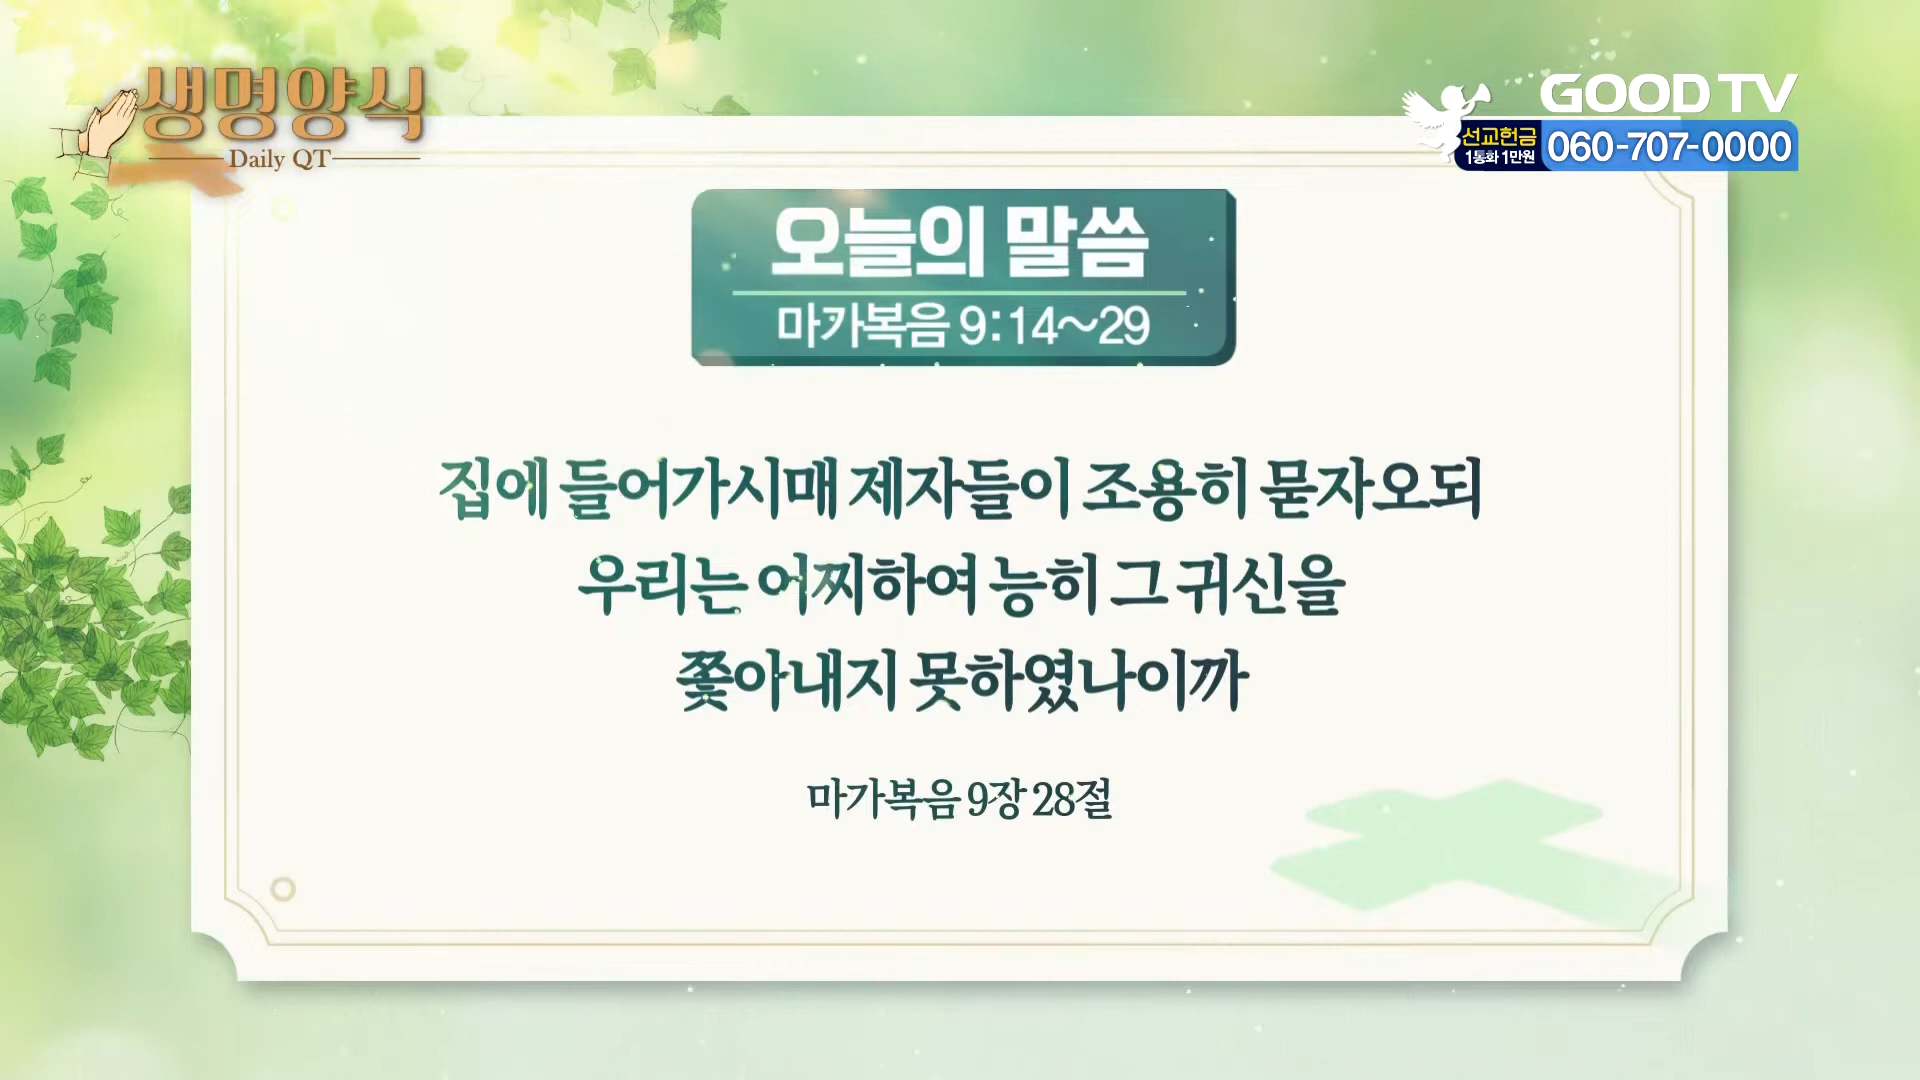 생명양식
Daily QT
GOODTV
선교헌금
1통화 1만원
060-707-0000
오늘의 말씀
마가복음 9:14~29
집에 들어가시매 제자들이 조용히 묻자오되
우리는 어찌하여 능히 그 귀신을
쫓아내지 못하였나이까
마가복음 9장 28절